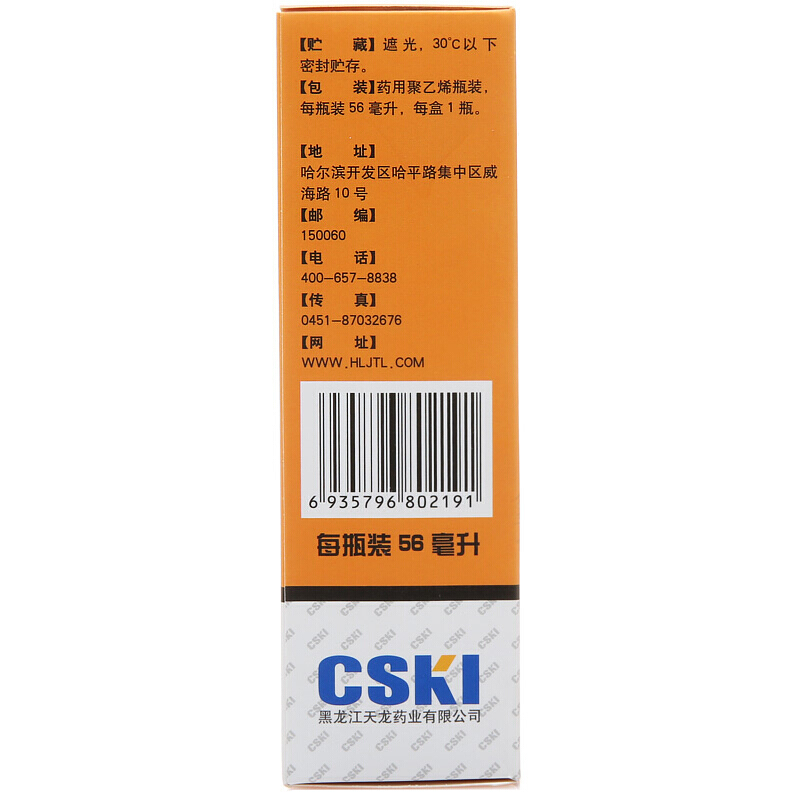 【贮　藏】遮光，30℃以下
密封贮存。
【包　装】药用聚乙烯瓶装，
每瓶装56毫升，每盒1瓶。
【地　址】
哈尔滨开发区哈平路集中区威
海路10号
【邮　编】
150060
【电　话】
400—657—8838
【传　真】
0451—87032676
【网　址】
WWW.HLJTL.COM
6 935796 802191
每瓶装 56 毫升
CSKI
黑龙江天龙药业有限公司